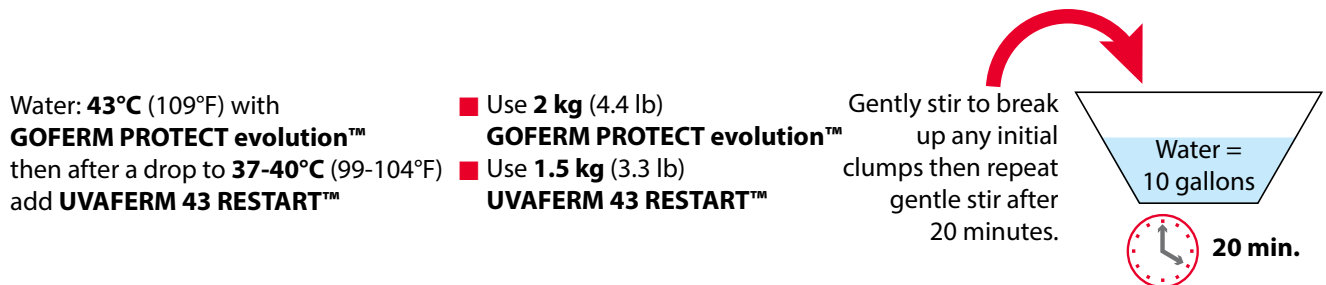 Water: 43°C (109°F) with
GOFERM PROTECT evolution™
then after a drop to 37-40°C (99-104°F)
add UVAFERM 43 RESTART™
■ Use 2 kg (4.4 lb)
GOFERM PROTECT evolution™
■ Use 1.5 kg (3.3 lb)
UVAFERM 43 RESTART™
Gently stir to break
up any initial
clumps then repeat
gentle stir after
20 minutes.
Water =
10 gallons
20 min.